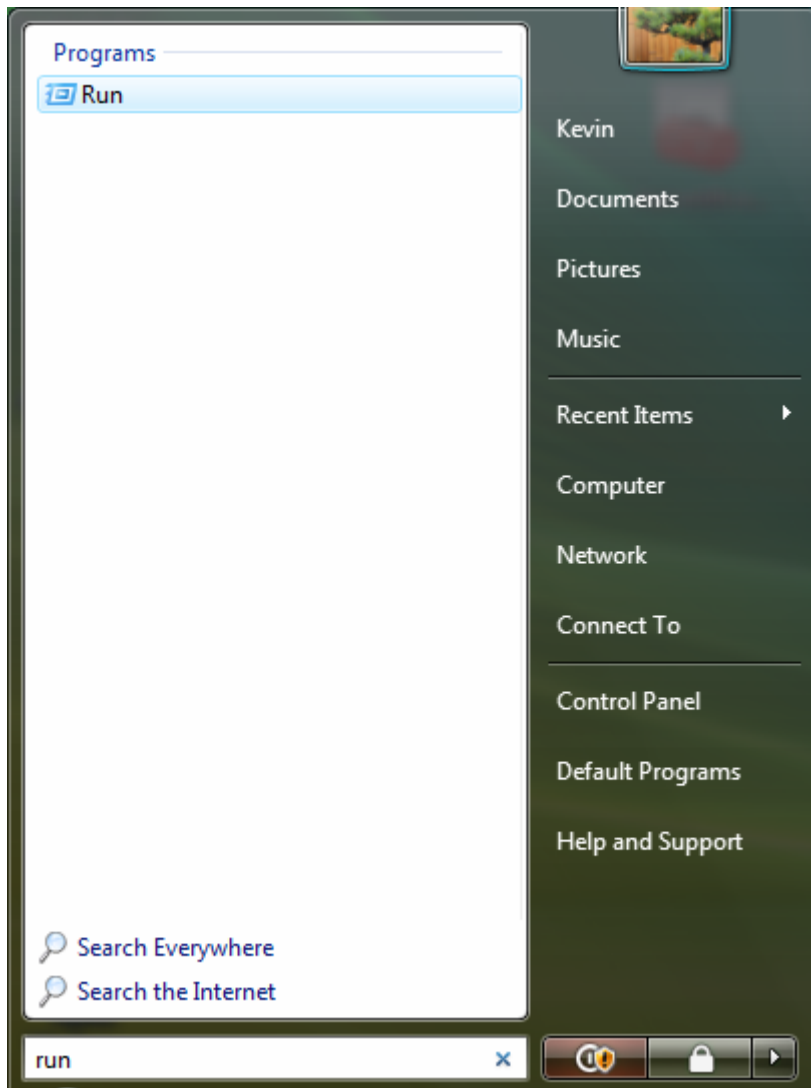 Programs
Run
Search Everywhere
Search the Internet
run
Kevin
Documents
Pictures
Music
Recent Items
Computer
Network
Connect To
Control Panel
Default Programs
Help and Support